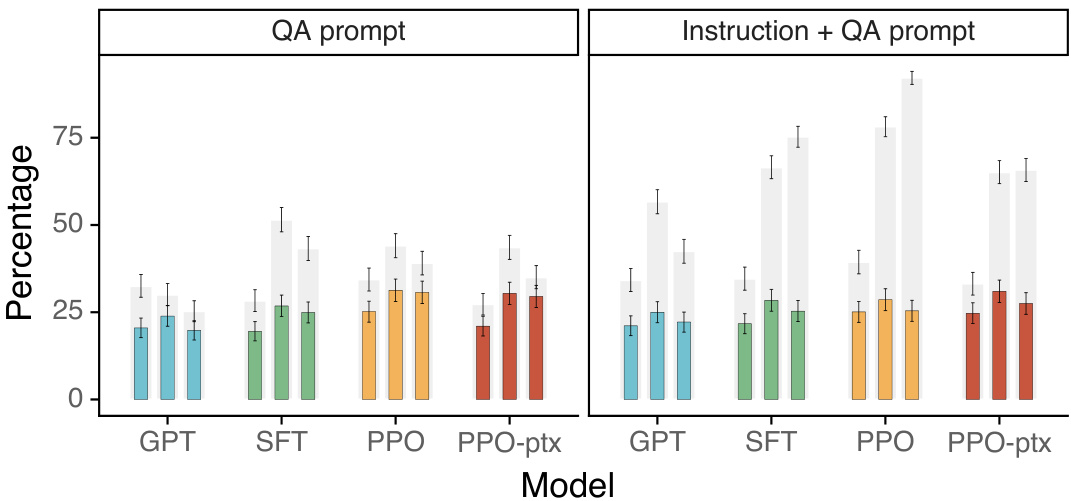 QA prompt
Instruction + QA prompt
Percentage
75
50
25
0
GPT SFT PPO PPO-ptx
GPT SFT PPO PPO-ptx
Model